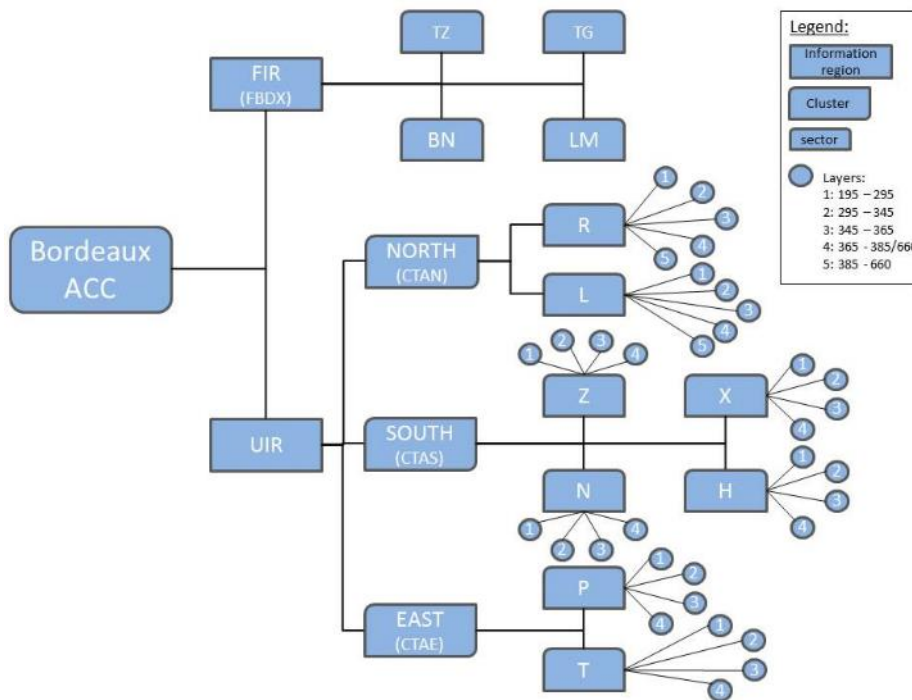 Legend:
Information
region
Cluster
sector
Layers:
1: 195 – 295
2: 295 – 345
3: 345 – 365
4: 365 - 385/660
5: 385 - 660
TZ
TG
FIR
(FBDX)
BN
LM
Bordeaux
ACC
NORTH
(CTAN)
R
1
2
3
4
5
L
1
2
3
4
5
UIR
SOUTH
(CTAS)
1
2
3
4
Z
X
1
2
3
4
N
1
2
3
4
H
1
2
3
4
EAST
(CTAE)
P
1
2
3
4
T
1
2
3
4